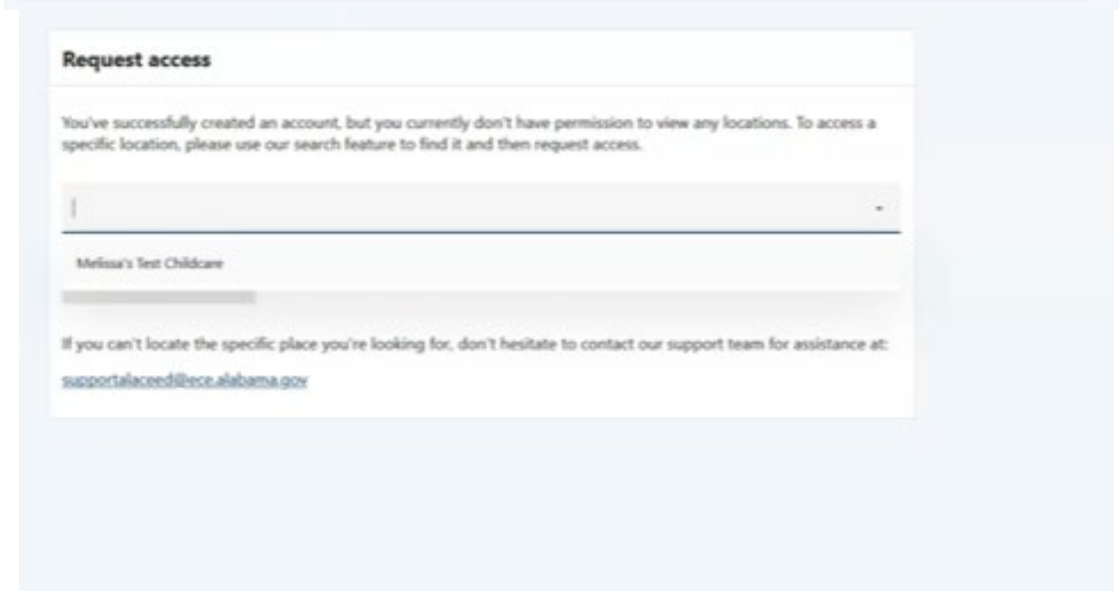 Request access
You've successfully created an account, but you currently don't have permission to view any locations. To access a
specific location, please use our search feature to find it and then request access.
Melissa's Test Childcare
If you can't locate the specific place you're looking for, don't hesitate to contact our support team for assistance at:
supportalaceed@ece.alabama.gov